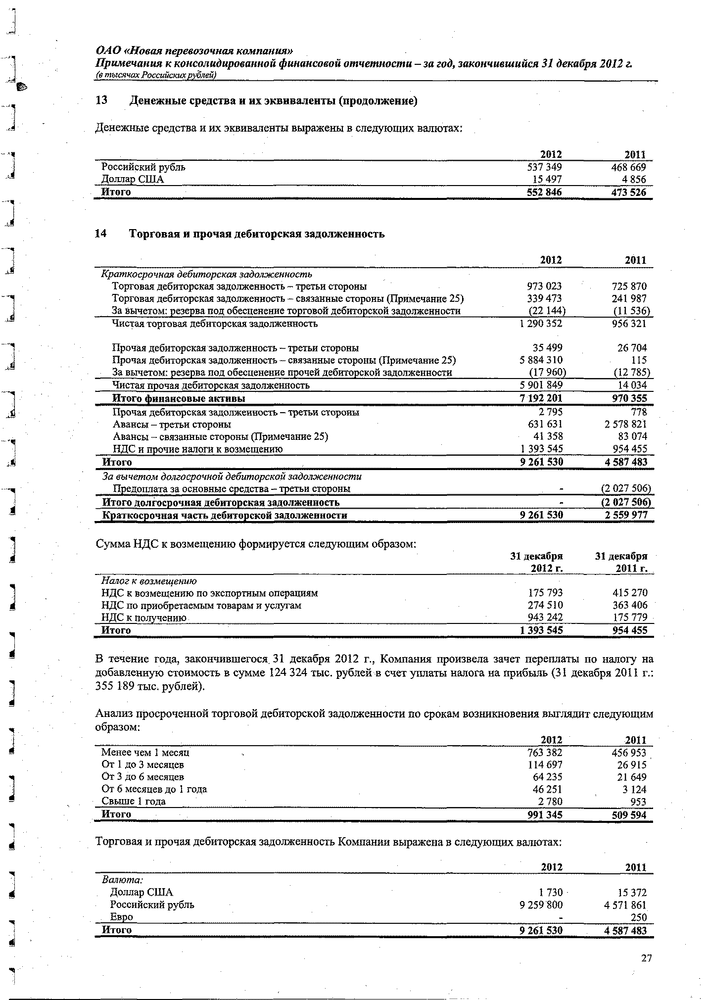 ОАО «Новая перевозочная компания»
Примечания к консолидированной финансовой отчетности – за год, закончившийся 31 декабря 2012 г.
(в тысячах Российских рублей)
13 Денежные средства и их эквиваленты (продолжение)
Денежные средства и их эквиваленты выражены в следующих валютах:
2012 2011
Российский рубль 537 349 468 669
Доллар США 15 497 4 856
Итого 552 846 473 526
14 Торговая и прочая дебиторская задолженность
2012 2011
Краткосрочная дебиторская задолженность
Торговая дебиторская задолженность – третьи стороны 973 023 725 870
Торговая дебиторская задолженность – связанные стороны (Примечание 25) 339 473 241 987
За вычетом: резерва под обесценение торговой дебиторской задолженности (22 144) (11 536)
Чистая торговая дебиторская задолженность 1 290 352 956 321
Прочая дебиторская задолженность – третьи стороны 35 499 26 704
Прочая дебиторская задолженность – связанные стороны (Примечание 25) 5 884 310 115
За вычетом: резерва под обесценение прочей дебиторской задолженности (17 960) (12 785)
Чистая прочая дебиторская задолженность 5 901 849 14 034
Итого финансовые активы 7 192 201 970 355
Прочая дебиторская задолженность – третьи стороны 2 795 778
Авансы – третьи стороны 631 631 2 578 821
Авансы – связанные стороны (Примечание 25) 41 358 83 074
НДС и прочие налоги к возмещению 1 393 545 954 455
Итого 9 261 530 4 587 483
За вычетом долгосрочной дебиторской задолженности
Предоплата за основные средства – третьи стороны - (2 027 506)
Итого долгосрочная дебиторская задолженность - (2 027 506)
Краткосрочная часть дебиторской задолженности 9 261 530 2 559 977
Сумма НДС к возмещению формируется следующим образом:
31 декабря 31 декабря
2012 г. 2011 г.
Налог к возмещению
НДС к возмещению по экспортным операциям 175 793 415 270
НДС по приобретаемым товарам и услугам 274 510 363 406
НДС к получению 943 242 175 779
Итого 1 393 545 954 455
В течение года, закончившегося 31 декабря 2012 г., Компания произвела зачет переплаты по налогу на
добавленную стоимость в сумме 124 324 тыс. рублей в счет уплаты налога на прибыль (31 декабря 2011 г.:
355 189 тыс. рублей).
Анализ просроченной торговой дебиторской задолженности по срокам возникновения выглядит следующим
образом:
2012 2011
Менее чем 1 месяц 763 382 456 953
От 1 до 3 месяцев 114 697 26 915
От 3 до 6 месяцев 64 235 21 649
От 6 месяцев до 1 года 46 251 3 124
Свыше 1 года 2 780 953
Итого 991 345 509 594
Торговая и прочая дебиторская задолженность Компании выражена в следующих валютах:
2012 2011
Валюта:
Доллар США 1 730 15 372
Российский рубль 9 259 800 4 571 861
Евро - 250
Итого 9 261 530 4 587 483
27